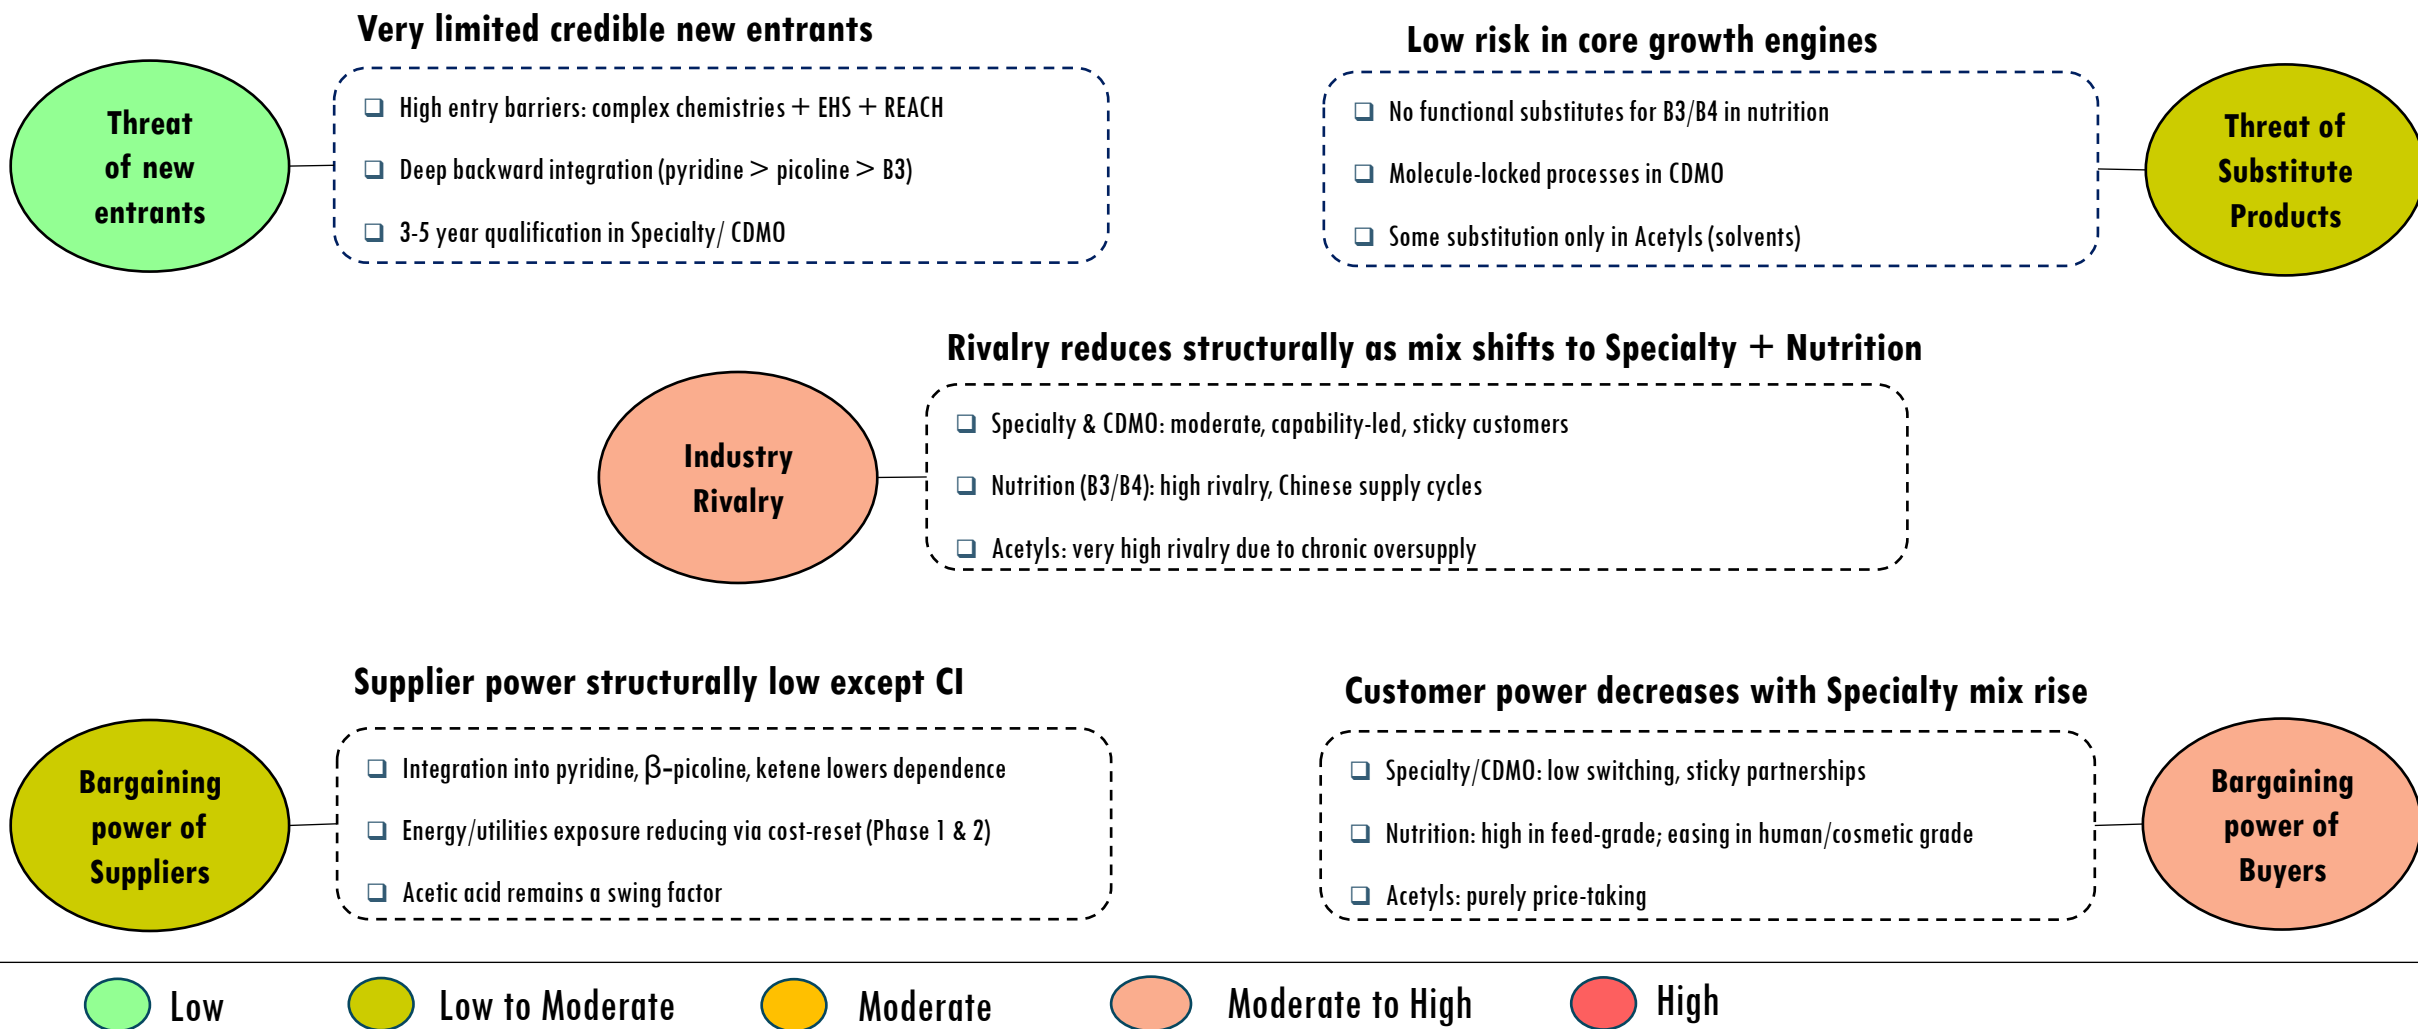 Very limited credible new entrants
Threat
of new
entrants
❑ High entry barriers: complex chemistries + EHS + REACH
❑ Deep backward integration (pyridine > picoline > B3)
❑ 3-5 year qualification in Specialty/ CDMO
Low risk in core growth engines
❑ No functional substitutes for B3/B4 in nutrition
❑ Molecule-locked processes in CDMO
❑ Some substitution only in Acetyls (solvents)
Threat of
Substitute
Products
Rivalry reduces structurally as mix shifts to Specialty + Nutrition
Industry
Rivalry
❑ Specialty & CDMO: moderate, capability-led, sticky customers
❑ Nutrition (B3/B4): high rivalry, Chinese supply cycles
❑ Acetyls: very high rivalry due to chronic oversupply
Supplier power structurally low except CI
Bargaining
power of
Suppliers
❑ Integration into pyridine, β-picoline, ketene lowers dependence
❑ Energy/utilities exposure reducing via cost-reset (Phase 1 & 2)
❑ Acetic acid remains a swing factor
Customer power decreases with Specialty mix rise
❑ Specialty/CDMO: low switching, sticky partnerships
❑ Nutrition: high in feed-grade; easing in human/cosmetic grade
❑ Acetyls: purely price-taking
Bargaining
power of
Buyers
Low
Low to Moderate
Moderate
Moderate to High
High